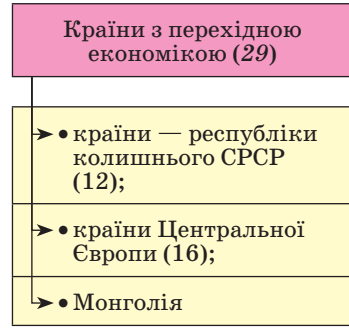 Країни з перехідною
економікою (29)
• країни — республіки
колишнього СРСР
(12);
• країни Центральної
Європи (16);
• Монголія